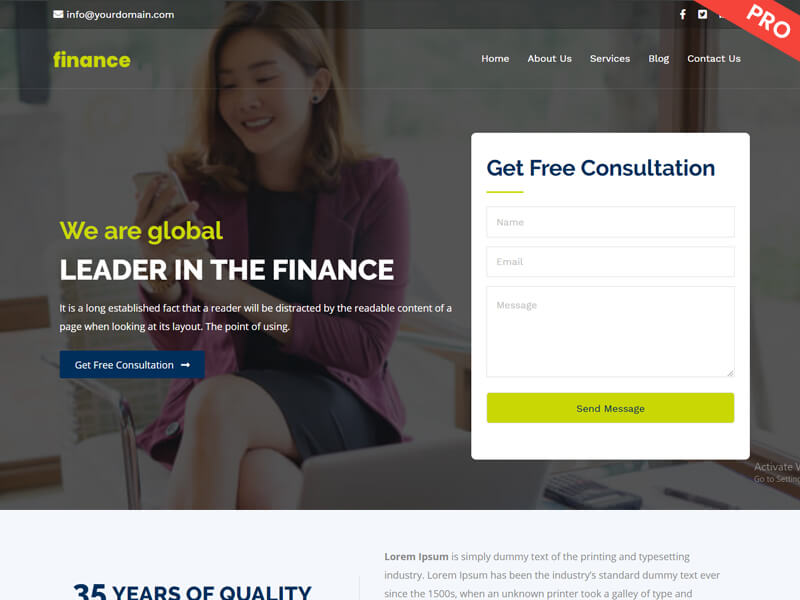 info@yourdomain.com
PRO
finance
Home
About Us
Services
Blog
Contact Us
Get Free Consultation
Name
Email
Message
Send Message
We are global
LEADER IN THE FINANCE
It is a long established fact that a reader will be distracted by the readable content of a
page when looking at its layout. The point of using.
Get Free Consultation
Activate
Go to Setting
35 YEARS OF QUALITY
Lorem Ipsum is simply dummy text of the printing and typesetting
industry. Lorem Ipsum has been the industry's standard dummy text ever
since the 1500s, when an unknown printer took a galley of type and